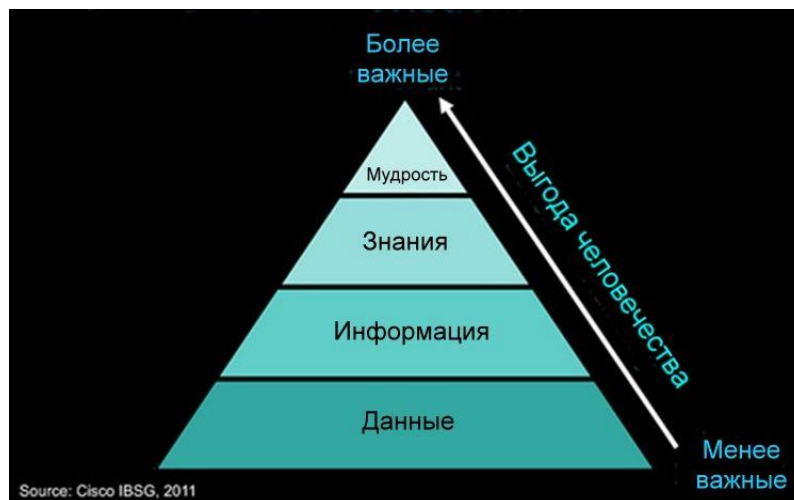 Более
важные
Мудрость
Знания
Информация
Данные
Выгода человечества
Менее
важные
Source: Cisco IBSG, 2011